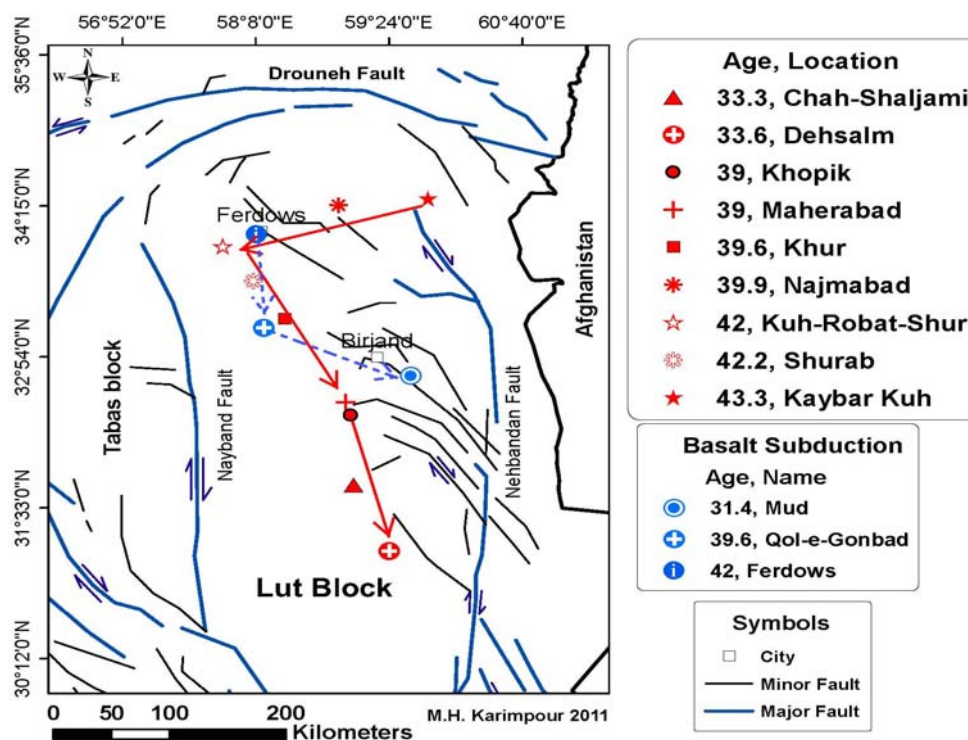 56°52'0"E 58°8'0"E 59°24'0"E 60°40'0"E
35°36'0"N
34°15'0"N
32°54'0"N
31°33'0"N
30°12'0"N
N
W E
S
Drouneh Fault
Ferdows
Birjand
Afghanistan
Tabas block
Nayband Fault
Nehbandan Fault
Lut Block
0 50 100 200
Kilometers
M.H. Karimpour 2011
Age, Location
33.3, Chah-Shaljami
33.6, Dehsalm
39, Khopik
39, Maherabad
39.6, Khur
39.9, Najmabad
42, Kuh-Robat-Shur
42.2, Shurab
43.3, Kaybar Kuh
Basalt Subduction
Age, Name
31.4, Mud
39.6, Qol-e-Gonbad
42, Ferdows
Symbols
City
Minor Fault
Major Fault